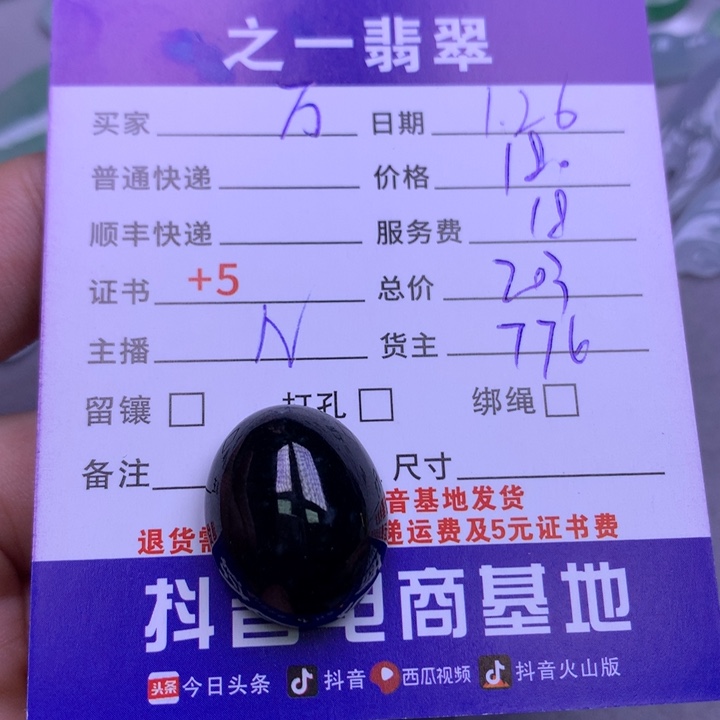 之一翡翠
买家 万 日期 1.26
普通快递 价格 180
顺丰快递 服务费 18
证书 +5 总价 203
主播 N 货主 776
留镶 打孔 绑绳
备注 尺寸
音基地发货
退货需 递运费及5元证书费
抖音电商基地
头条 今日头条 抖音 西瓜视频 抖音火山版